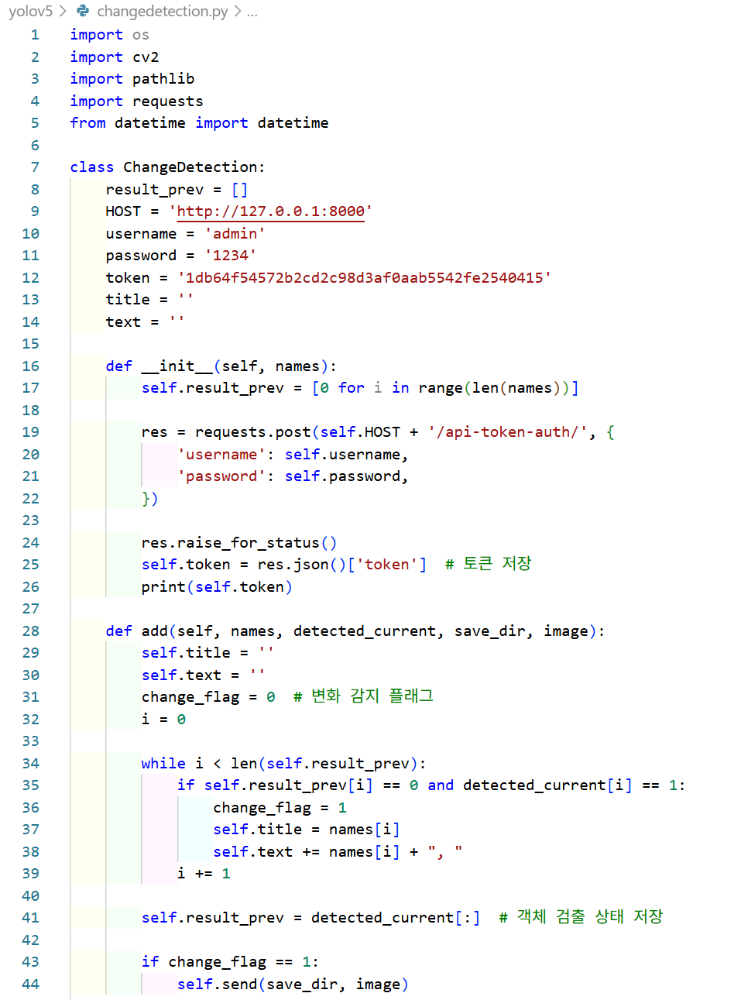 yolov5 > changedetection.py > ...
1 import os
2 import cv2
3 import pathlib
4 import requests
5 from datetime import datetime
6
7 class ChangeDetection:
8     result_prev = []
9     HOST = 'http://127.0.0.1:8000'
10     username = 'admin'
11     password = '1234'
12     token = '1db64f54572b2cd2c98d3af0aab5542fe2540415'
13     title = ''
14     text = ''
15
16     def __init__(self, names):
17         self.result_prev = [0 for i in range(len(names))]
18
19         res = requests.post(self.HOST + '/api-token-auth/', {
20             'username': self.username,
21             'password': self.password,
22         })
23
24         res.raise_for_status()
25         self.token = res.json()['token']  # 토큰 저장
26         print(self.token)
27
28     def add(self, names, detected_current, save_dir, image):
29         self.title = ''
30         self.text = ''
31         change_flag = 0  # 변화 감지 플래그
32         i = 0
33
34         while i < len(self.result_prev):
35             if self.result_prev[i] == 0 and detected_current[i] == 1:
36                 change_flag = 1
37                 self.title = names[i]
38                 self.text += names[i] + ", "
39             i += 1
40
41         self.result_prev = detected_current[:]  # 객체 검출 상태 저장
42
43         if change_flag == 1:
44             self.send(save_dir, image)